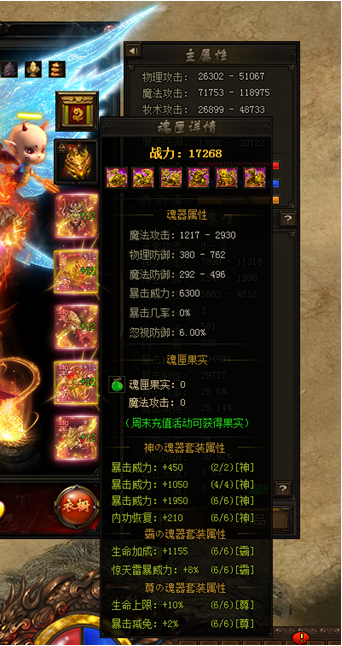 主属性
物理攻击: 26302 - 51067
魔法攻击: 71753 - 118975
牧术攻击: 26899 - 48733
魂匣详情
战力: 17268
魂器属性
魔法攻击: 1217 - 2930
物理防御: 380 - 762
魔法防御: 292 - 496
暴击威力: 6300
暴击几率: 0%
忽视防御: 6.00%
魂匣果实
魂匣果实: 0
魔法攻击: 0
(周末充值活动可获得果实)
神の魂器套装属性
暴击威力: +450 (2/2)[神]
暴击威力: +1050 (4/4)[神]
暴击威力: +1950 (6/6)[神]
内功恢复: +210 (6/6)[神]
霸の魂器套装属性
生命加成: +1155 (6/6)[霸]
惊天雷暴威力: +8% (6/6)[霸]
尊の魂器套装属性
生命上限: +10% (6/6)[尊]
暴击减免: +2% (6/6)[尊]
+12
+12
+12
+12
+12
衣橱
?
?